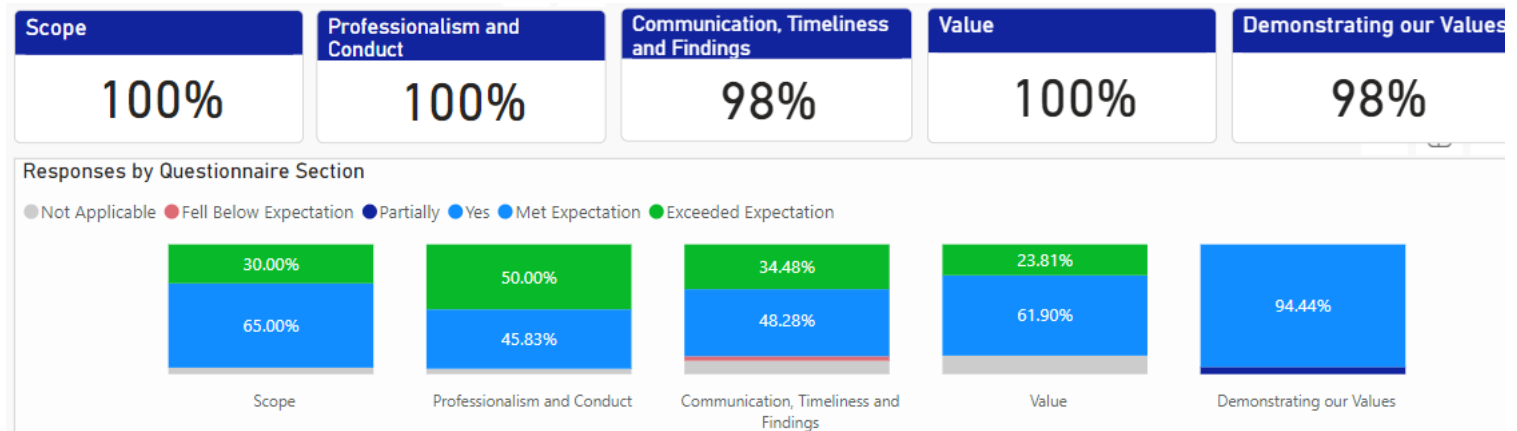 Scope
Professionalism and
Conduct
Communication, Timeliness
and Findings
Value
Demonstrating our Values
100%
100%
98%
100%
98%
Responses by Questionnaire Section
Not Applicable Fell Below Expectation Partially Yes Met Expectation Exceeded Expectation
30.00%
50.00%
34.48%
23.81%
94.44%
65.00%
45.83%
48.28%
61.90%
Scope
Professionalism and Conduct
Communication, Timeliness and
Findings
Value
Demonstrating our Values